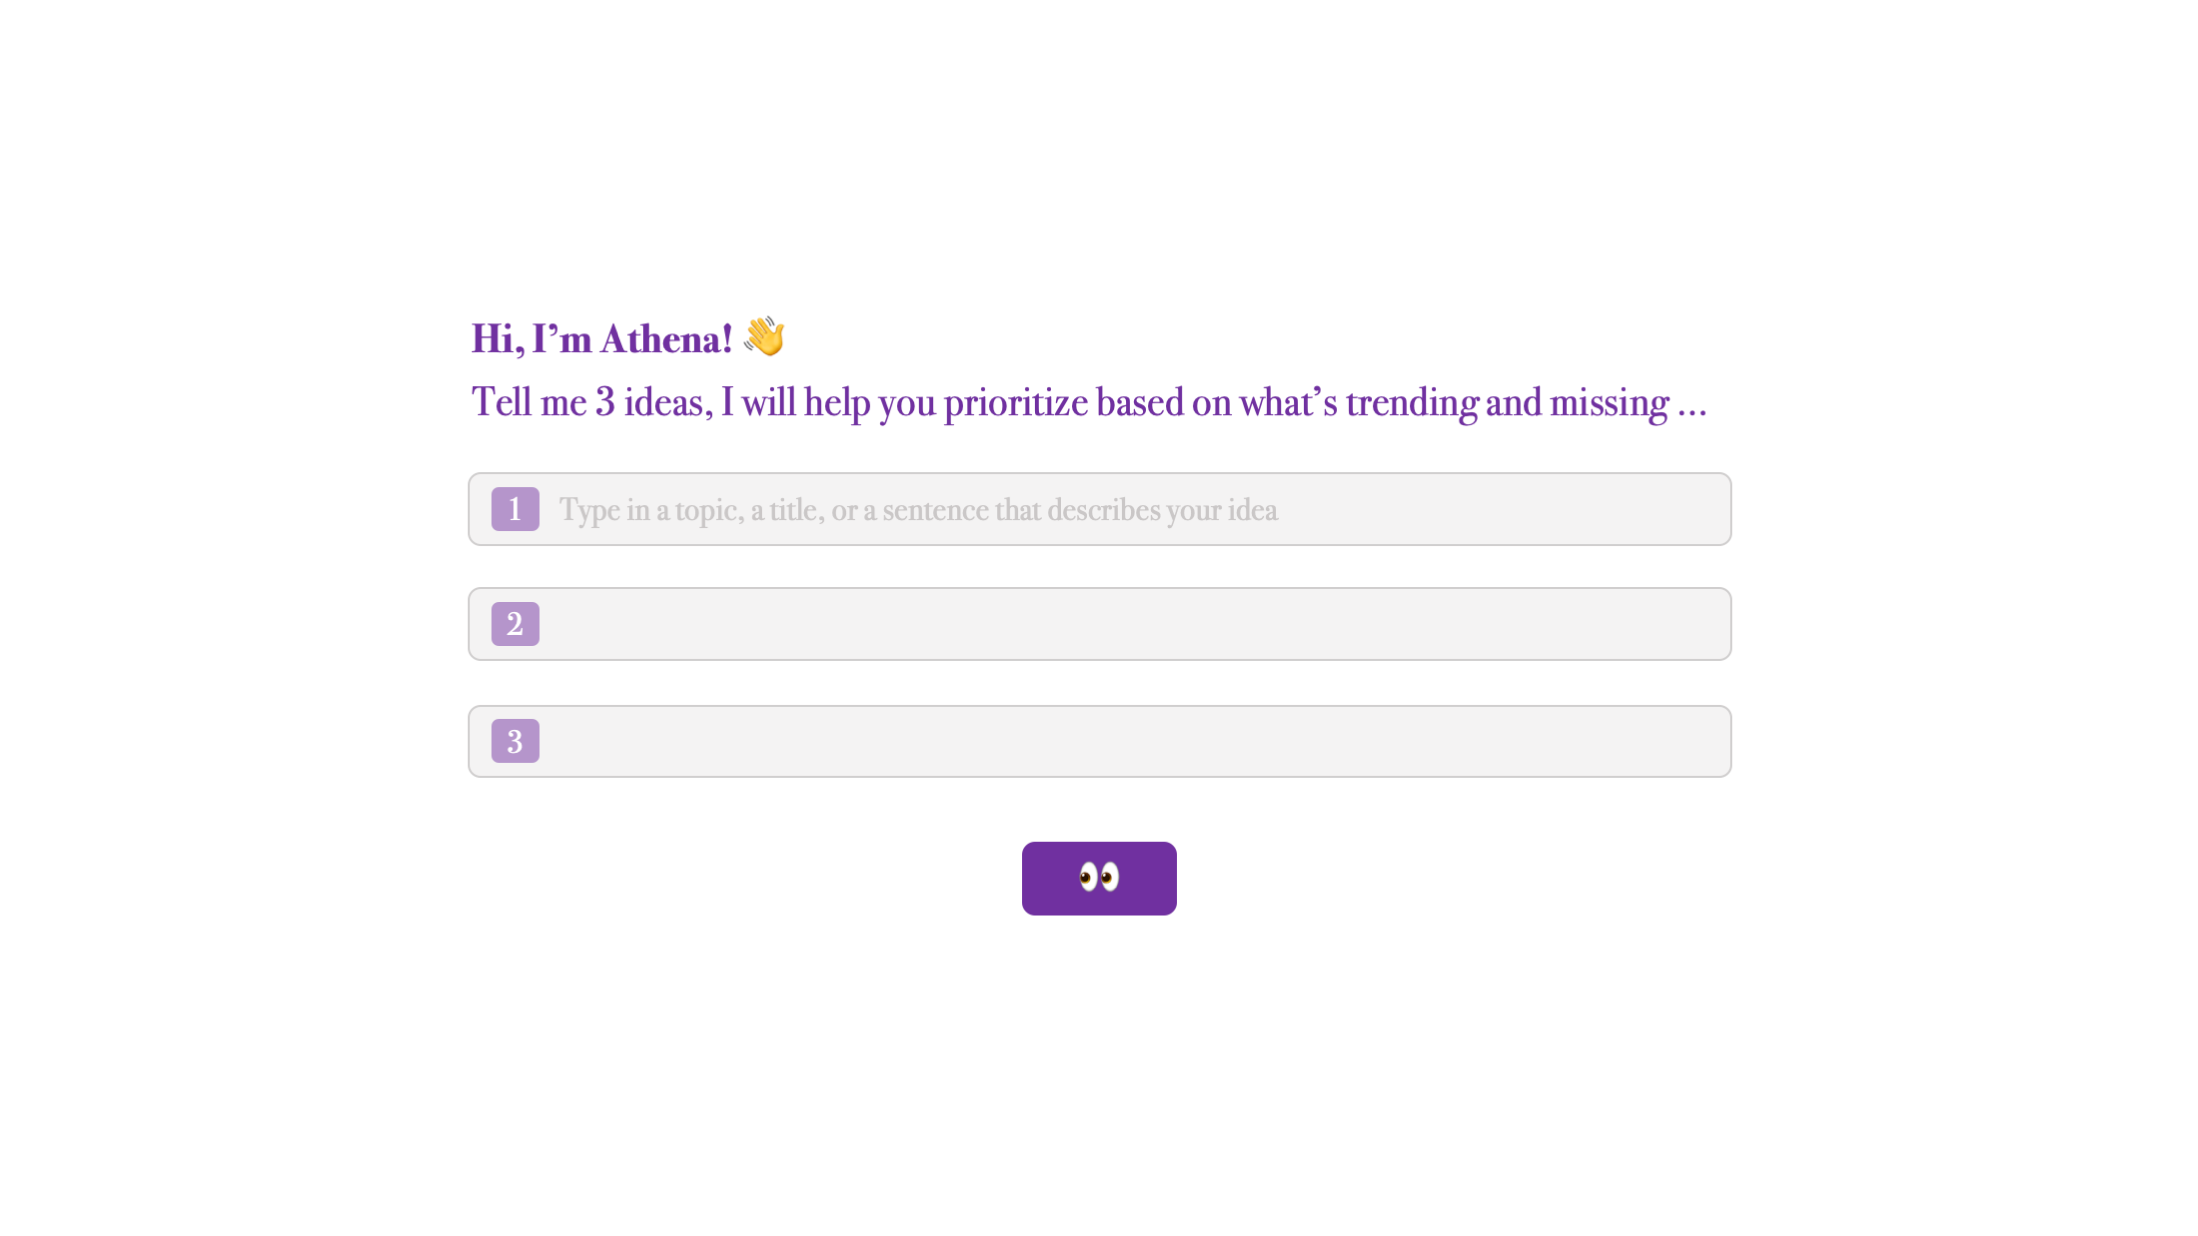 Hi, I’m Athena! 👋
Tell me 3 ideas, I will help you prioritize based on what’s trending and missing ...
1 Type in a topic, a title, or a sentence that describes your idea
2
3
👀